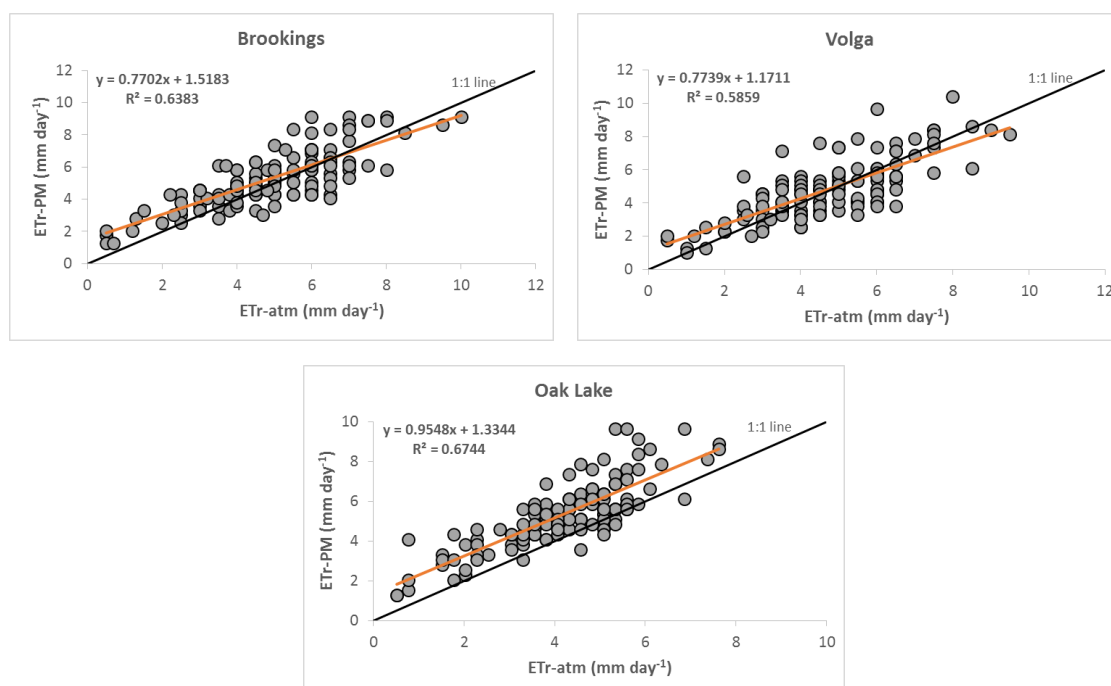 Brookings
y = 0.7702x + 1.5183
R² = 0.6383
1:1 line
12
10
8
6
4
2
0
ETr-PM (mm day⁻¹)
0 2 4 6 8 10 12
ETr-atm (mm day⁻¹)
Volga
y = 0.7739x + 1.1711
R² = 0.5859
1:1 line
12
10
8
6
4
2
0
ETr-PM (mm day⁻¹)
0 2 4 6 8 10 12
ETr-atm (mm day⁻¹)
Oak Lake
y = 0.9548x + 1.3344
R² = 0.6744
1:1 line
10
8
6
4
2
0
ETr-PM (mm day⁻¹)
0 2 4 6 8 10
ETr-atm (mm day⁻¹)